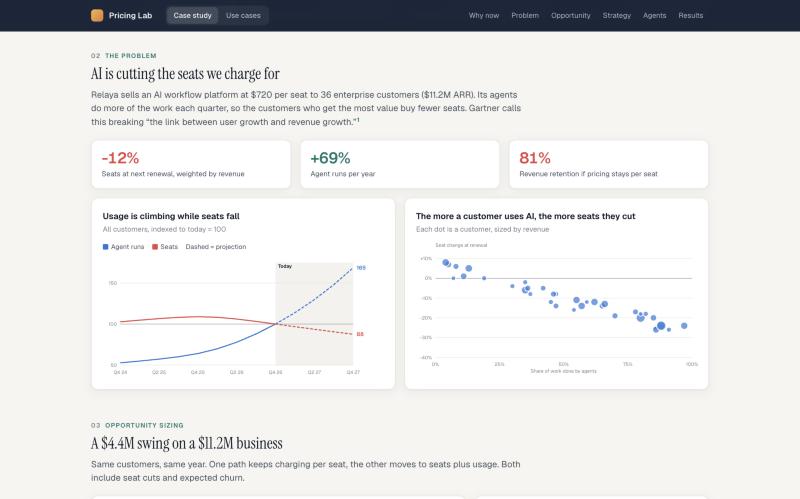 Pricing Lab
Case study
Use cases
Why now
Problem
Opportunity
Strategy
Agents
Results
02 THE PROBLEM
AI is cutting the seats we charge for
Relaya sells an AI workflow platform at $720 per seat to 36 enterprise customers ($11.2M ARR). Its agents
do more of the work each quarter, so the customers who get the most value buy fewer seats. Gartner calls
this breaking “the link between user growth and revenue growth.”¹
-12%
Seats at next renewal, weighted by revenue
+69%
Agent runs per year
81%
Revenue retention if pricing stays per seat
Usage is climbing while seats fall
All customers, indexed to today = 100
Agent runs
Seats
Dashed = projection
Today
169
150
100
88
50
Q4 24
Q2 25
Q4 25
Q2 26
Q4 26
Q2 27
Q4 27
The more a customer uses AI, the more seats they cut
Each dot is a customer, sized by revenue
Seat change at renewal
+10%
0%
-10%
-20%
-30%
-40%
0%
25%
50%
75%
100%
Share of work done by agents
03 OPPORTUNITY SIZING
A $4.4M swing on a $11.2M business
Same customers, same year. One path keeps charging per seat, the other moves to seats plus usage. Both
include seat cuts and expected churn.